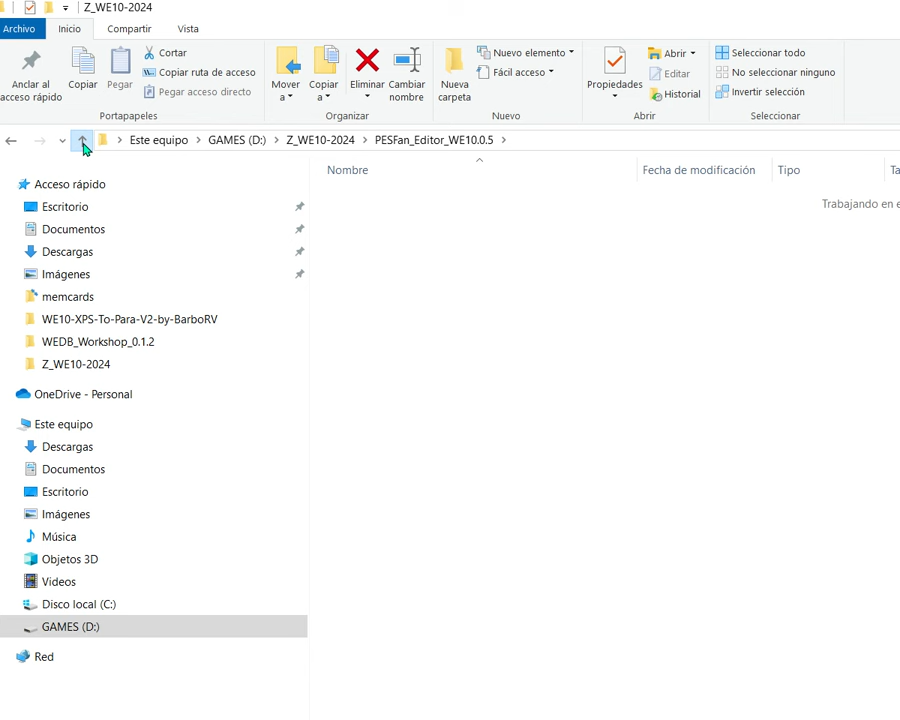 Z_WE10-2024
Archivo Inicio Compartir Vista
Anclar al acceso rápido
Copiar
Pegar
Cortar
Copiar ruta de acceso
Pegar acceso directo
Portapapeles
Mover a
Copiar a
Eliminar
Cambiar nombre
Organizar
Nueva carpeta
Nuevo elemento
Fácil acceso
Nuevo
Propiedades
Abrir
Editar
Historial
Abrir
Seleccionar todo
No seleccionar ninguno
Invertir selección
Seleccionar
Este equipo > GAMES (D:) > Z_WE10-2024 > PESFan_Editor_WE10.0.5 >
Nombre Fecha de modificación Tipo Ta
Trabajando en e
Acceso rápido
Escritorio
Documentos
Descargas
Imágenes
memcards
WE10-XPS-To-Para-V2-by-BarboRV
WEDB_Workshop_0.1.2
Z_WE10-2024
OneDrive - Personal
Este equipo
Descargas
Documentos
Escritorio
Imágenes
Música
Objetos 3D
Videos
Disco local (C:)
GAMES (D:)
Red